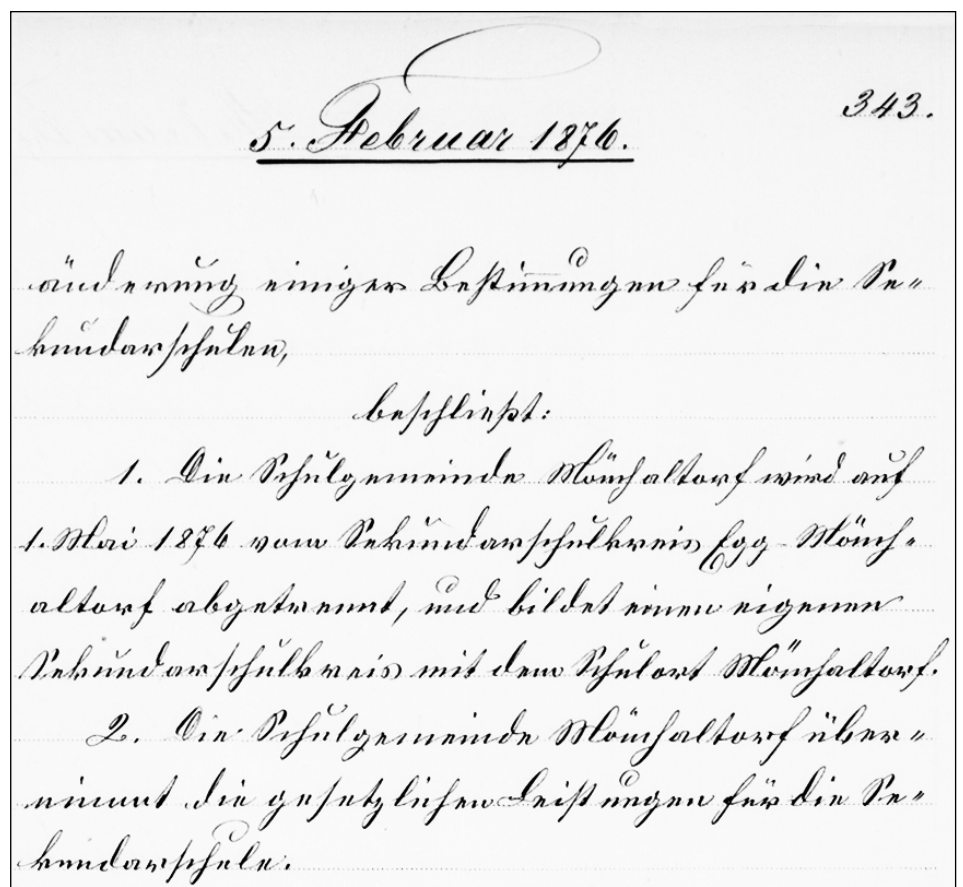 343.
5. Februar 1876.
änderung einiger Bestim̅ungen für die Se=
kundarschulen,
beschließt:
1. Die Schulgemeinde Mönchaltorf wird auf
1. Mai 1876 vom Sekundarschulkreis Egg-Mönch=
altorf abgetrennt, und bildet einen eigenen
Sekundarschulkreis mit dem Schulort Mönchaltorf.
2. Die Schulgemeinde Mönchaltorf über=
nimmt die gesetzlichen Leistungen für die Se=
kundarschule.